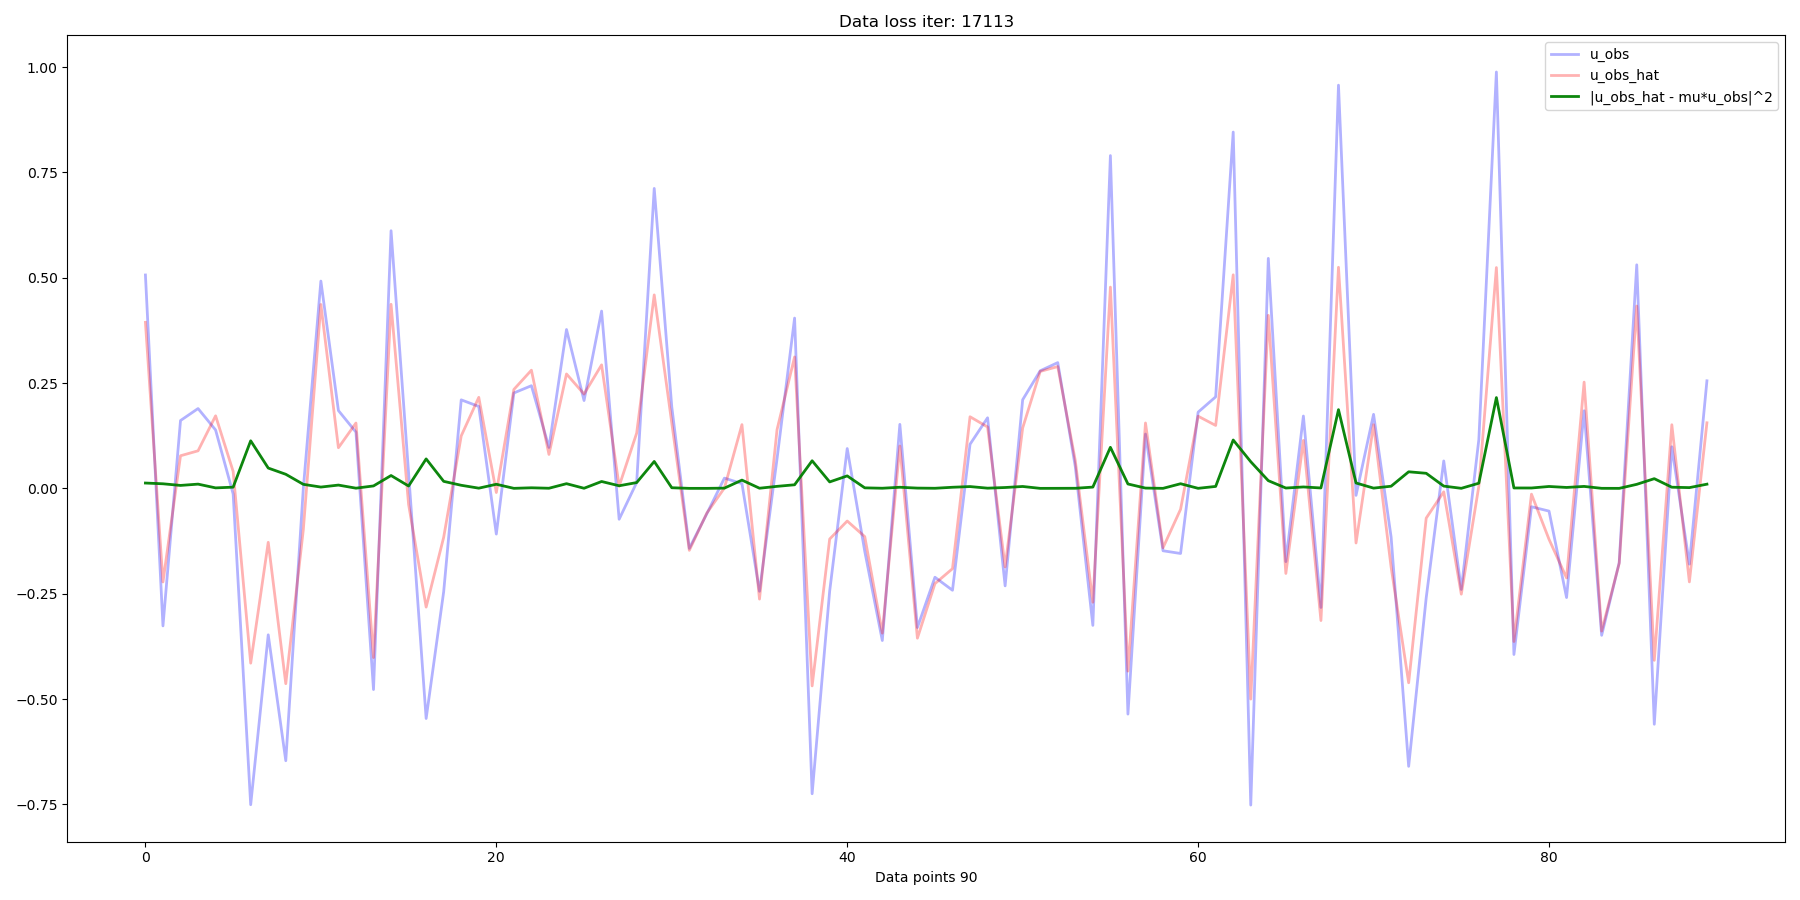 Data loss iter: 17113
u_obs
u_obs_hat
|u_obs_hat - mu*u_obs|^2
1.00
0.75
0.50
0.25
0.00
−0.25
−0.50
−0.75
0 20 40 60 80
Data points 90